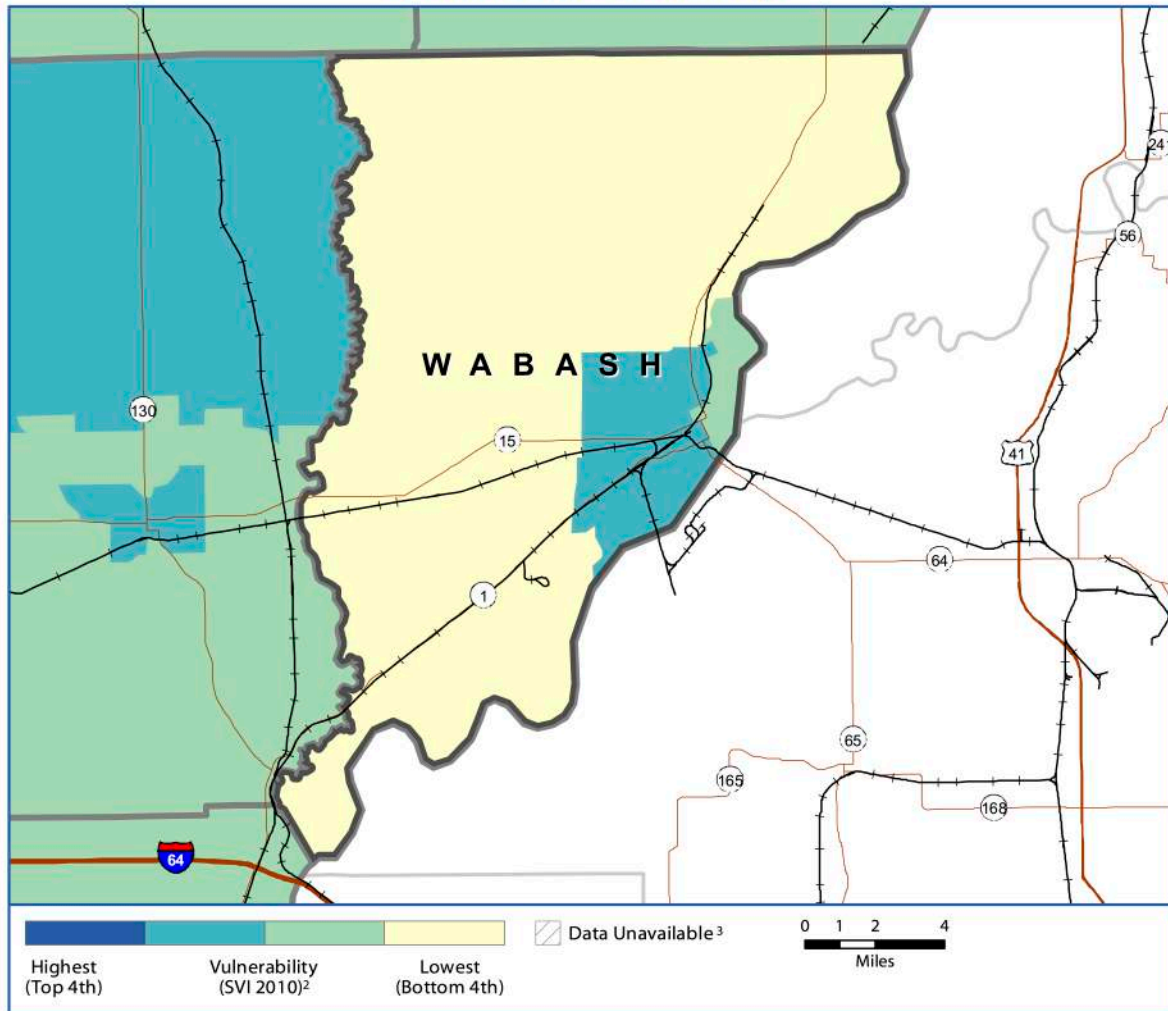 24
56
WABASH
130
15
41
64
1
65
165
168
64
Data Unavailable³
0 1 2 4
Miles
Highest
(Top 4th)
Vulnerability
(SVI 2010)²
Lowest
(Bottom 4th)